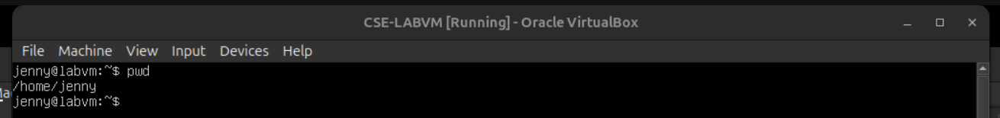 CSE-LABVM [Running] - Oracle VirtualBox
File Machine View Input Devices Help
jenny@labvm:~$ pwd
/home/jenny
jenny@labvm:~$